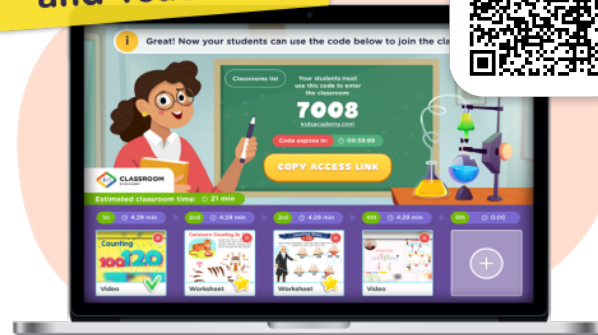 and
Great! Now your students can use the code below to join the cla
Classrooms list
Your students must
use this code to enter
the classroom:
7008
kidsacademy.com
Code expires in:
00:59:99
COPY ACCESS LINK
CLASSROOM
Estimated classroom time: 21 min
1st 4:29 min
2nd 4:29 min
3rd 4:29 min
4th 4:29 min
5th 0:00
Counting
100 120
Video
Worksheet
Worksheet
Video